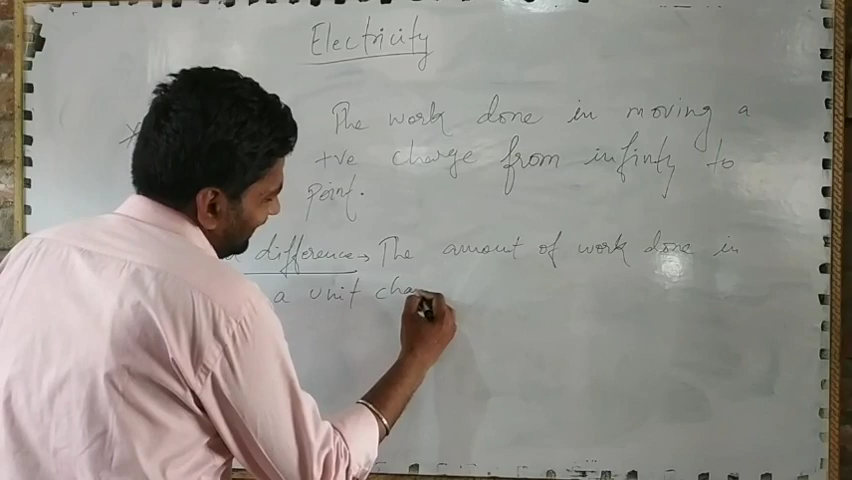 Electricity
The work done in moving a
+ve charge from infinty to
point.
difference → The amount of work done in
a unit cha